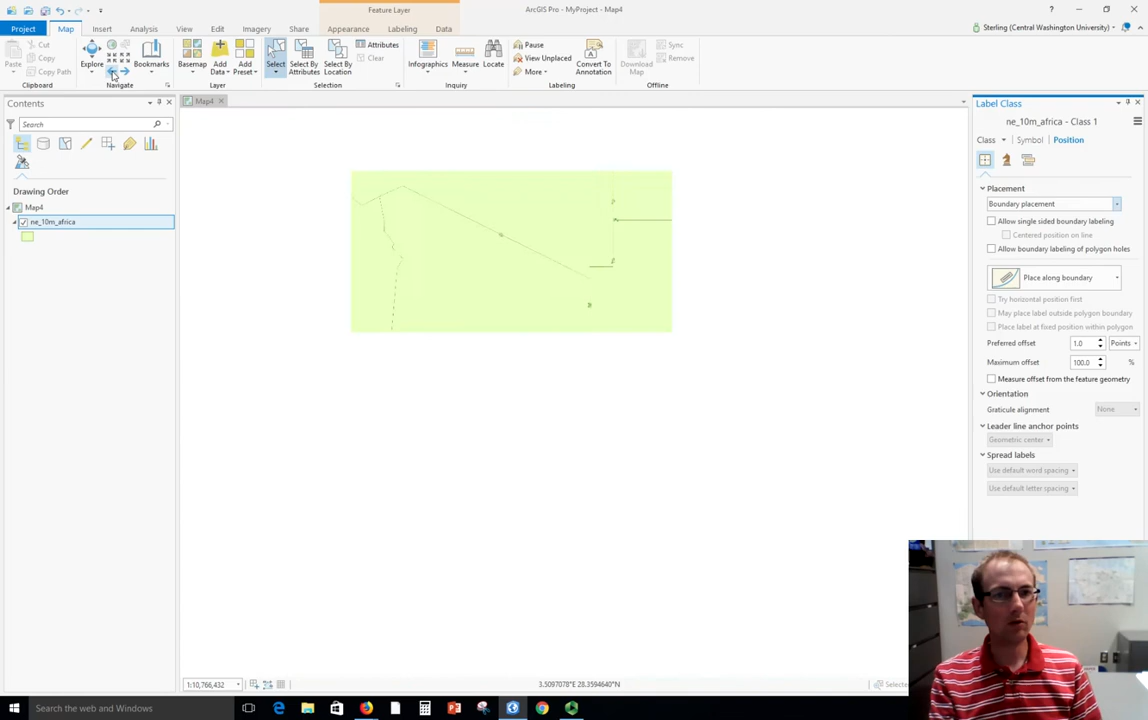 Feature Layer
ArcGIS Pro - MyProject - Map4
Project Map Insert Analysis View Edit Imagery Share Appearance Labeling Data
Sterling (Central Washington University)
Paste
Cut
Copy
Copy Path
Clipboard
Explore
Bookmarks
Navigate
Basemap
Add Data
Add Preset
Layer
Select
Select By Attributes
Select By Location
Attributes
Clear
Selection
Infographics
Measure
Locate
Inquiry
Pause
View Unplaced
More
Convert To Annotation
Labeling
Download Map
Sync
Remove
Offline
Contents
Search
Drawing Order
Map4
ne_10m_africa
Map4
1:10,766,432
3.5097078°E 28.3594640°N
Selected
Label Class
ne_10m_africa - Class 1
Class Symbol Position
Placement
Boundary placement
Allow single sided boundary labeling
Centered position on line
Allow boundary labeling of polygon holes
Place along boundary
Try horizontal position first
May place label outside polygon boundary
Place label at fixed position within polygon
Preferred offset 1.0 Points
Maximum offset 100.0 %
Measure offset from the feature geometry
Orientation
Graticule alignment None
Leader line anchor points
Geometric center
Spread labels
Use default word spacing
Use default letter spacing
Search the web and Windows